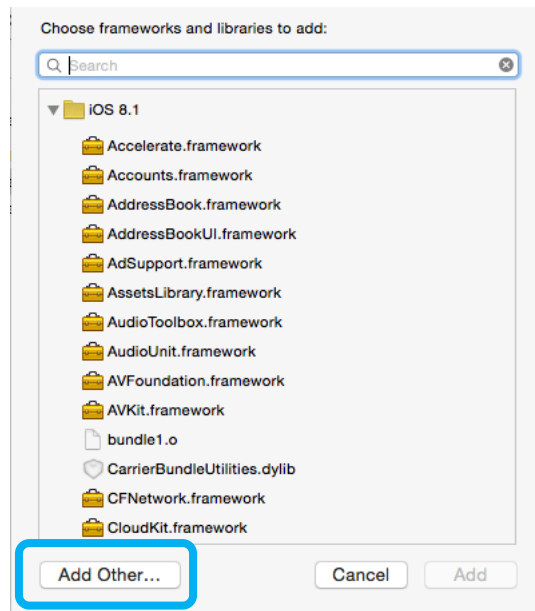 Choose frameworks and libraries to add:
Search
iOS 8.1
Accelerate.framework
Accounts.framework
AddressBook.framework
AddressBookUI.framework
AdSupport.framework
AssetsLibrary.framework
AudioToolbox.framework
AudioUnit.framework
AVFoundation.framework
AVKit.framework
bundle1.o
CarrierBundleUtilities.dylib
CFNetwork.framework
CloudKit.framework
Add Other... Cancel Add